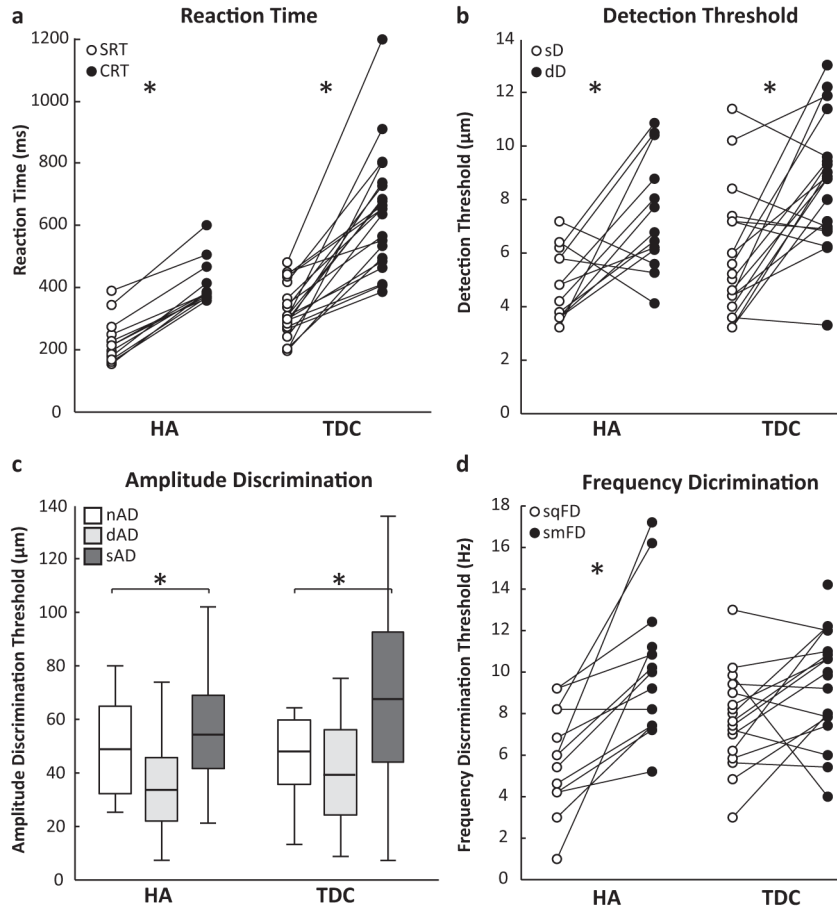 a Reaction Time
SRT
CRT
*
*
Reaction Time (ms)
1200
1000
800
600
400
200
0
HA
TDC
b Detection Threshold
sD
dD
*
*
Detection Threshold (µm)
14
12
10
8
6
4
2
0
HA
TDC
c Amplitude Discrimination
nAD
dAD
sAD
*
*
Amplitude Discrimination Threshold (µm)
140
120
100
80
60
40
20
0
HA
TDC
d Frequency Dicrimination
sqFD
smFD
*
Frequency Discrmination Threshold (Hz)
18
16
14
12
10
8
6
4
2
0
HA
TDC